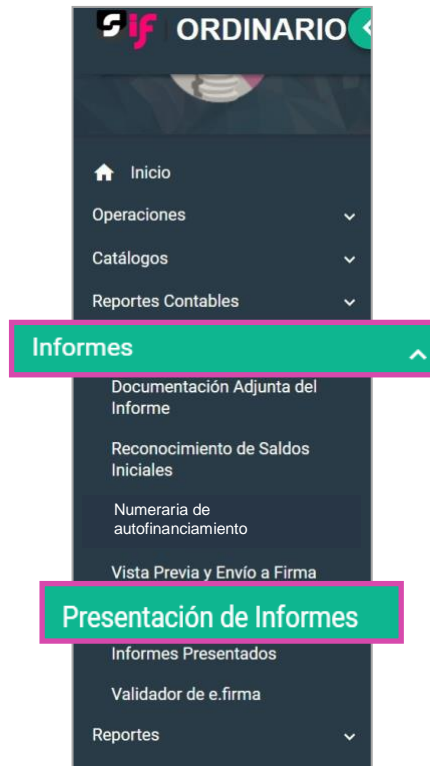 Sif ORDINARIO
Inicio
Operaciones
Catálogos
Reportes Contables
Informes
Documentación Adjunta del
Informe
Reconocimiento de Saldos
Iniciales
Numeraria de
autofinanciamiento
Vista Previa y Envío a Firma
Presentación de Informes
Informes Presentados
Validador de e.firma
Reportes